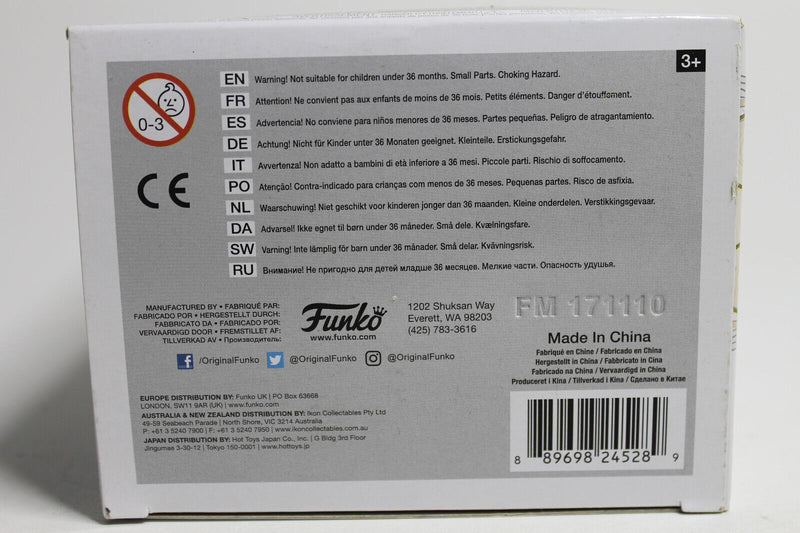 3+
0-3
EN Warning! Not suitable for children under 36 months. Small Parts. Choking Hazard.
FR Attention! Ne convient pas aux enfants de moins de 36 mois. Petits éléments. Danger d'étouffoment.
ES Advertencia! No conviene para niños menores de 36 meses. Partes pequeñas. Peligro de atragantamiento.
DE Achtung! Nicht für Kinder unter 36 Monaten geeignet. Kleinteile. Erstickungsgefahr.
IT Avvertenza! Non adatto a bambini di età inferiore a 36 mesi. Piccole parti. Rischio di soffocamento.
PO Atenção! Contra-indicado para crianças com menos de 36 meses. Pequenas partes. Risco de asfixia.
NL Waarschuwing! Niet geschikt voor kinderen jonger dan 36 maanden. Kleine onderdelen. Verstikkingsgevaar.
DA Advarsel! Ikke egnet til børn under 36 måneder. Små dele. Kvælningsfare.
SW Varning! Inte lämplig för barn under 36 månader. Små delar. Kvävningsrisk.
RU Внимание! Не пригодно для детей младше 36 месяцев. Мелкие части. Опасность удушья.
CE
MANUFACTURED BY • FABRIQUÉ PAR:
FABRICADO POR • HERGESTELLT DURCH:
FABBRICATO DA • FABRICADO POR:
VERVAARDIGD DOOR • FREMSTILLET AF:
TILLVERKAD AV • Производитель:
Funko
www.funko.com
1202 Shuksan Way
Everett, WA 98203
(425) 783-3616
FM 171110
Made In China
Fabriqué en Chine / Fabricado en China
Hergestellt in China / Fabbricato in Cina
Fabricado na China / Vervaardigd in China
Produceret i Kina / Tillverkad i Kina / Сделано в Китае
f /OriginalFunko @OriginalFunko @OriginalFunko
EUROPE DISTRIBUTION BY: Funko UK | PO Box 63668
LONDON, SW11 9AR (UK) | www.funko.com
AUSTRALIA & NEW ZEALAND DISTRIBUTION BY: Ikon Collectables Pty Ltd
49-59 Seabeach Parade | North Shore, VIC 3214 Australia
P: +61 3 5240 7900 | F: +61 3 5240 7950 | www.ikoncollectables.com
JAPAN DISTRIBUTION BY: Hot Toys Japan Co., Inc. | G Bldg 3rd Floor
Jingumae 3-30-12 | Tokyo 150-0001 | www.hottoys.jp
8 89698 24528 9